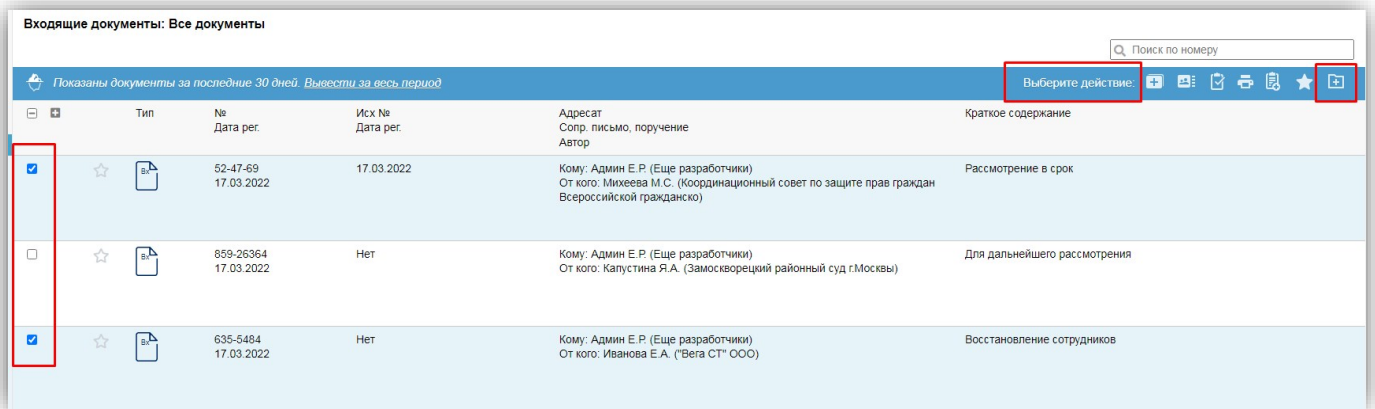 Входящие документы: Все документы
Поиск по номеру
Показаны документы за последние 30 дней. Вывести за весь период
Выберите действие:
Тип
№
Дата рег.
Исх №
Дата рег.
Адресат
Сопр. письмо, поручение
Автор
Краткое содержание
Вх
52-47-69
17.03.2022
17.03.2022
Кому: Админ Е.Р. (Еще разработчики)
От кого: Михеева М.С. (Координационный совет по защите прав граждан
Всероссийской гражданско)
Рассмотрение в срок
Вх
859-26364
17.03.2022
Нет
Кому: Админ Е.Р. (Еще разработчики)
От кого: Капустина Я.А. (Замоскворецкий районный суд г.Москвы)
Для дальнейшего рассмотрения
Вх
635-5484
17.03.2022
Нет
Кому: Админ Е.Р. (Еще разработчики)
От кого: Иванова Е.А. ("Вега СТ" ООО)
Восстановление сотрудников